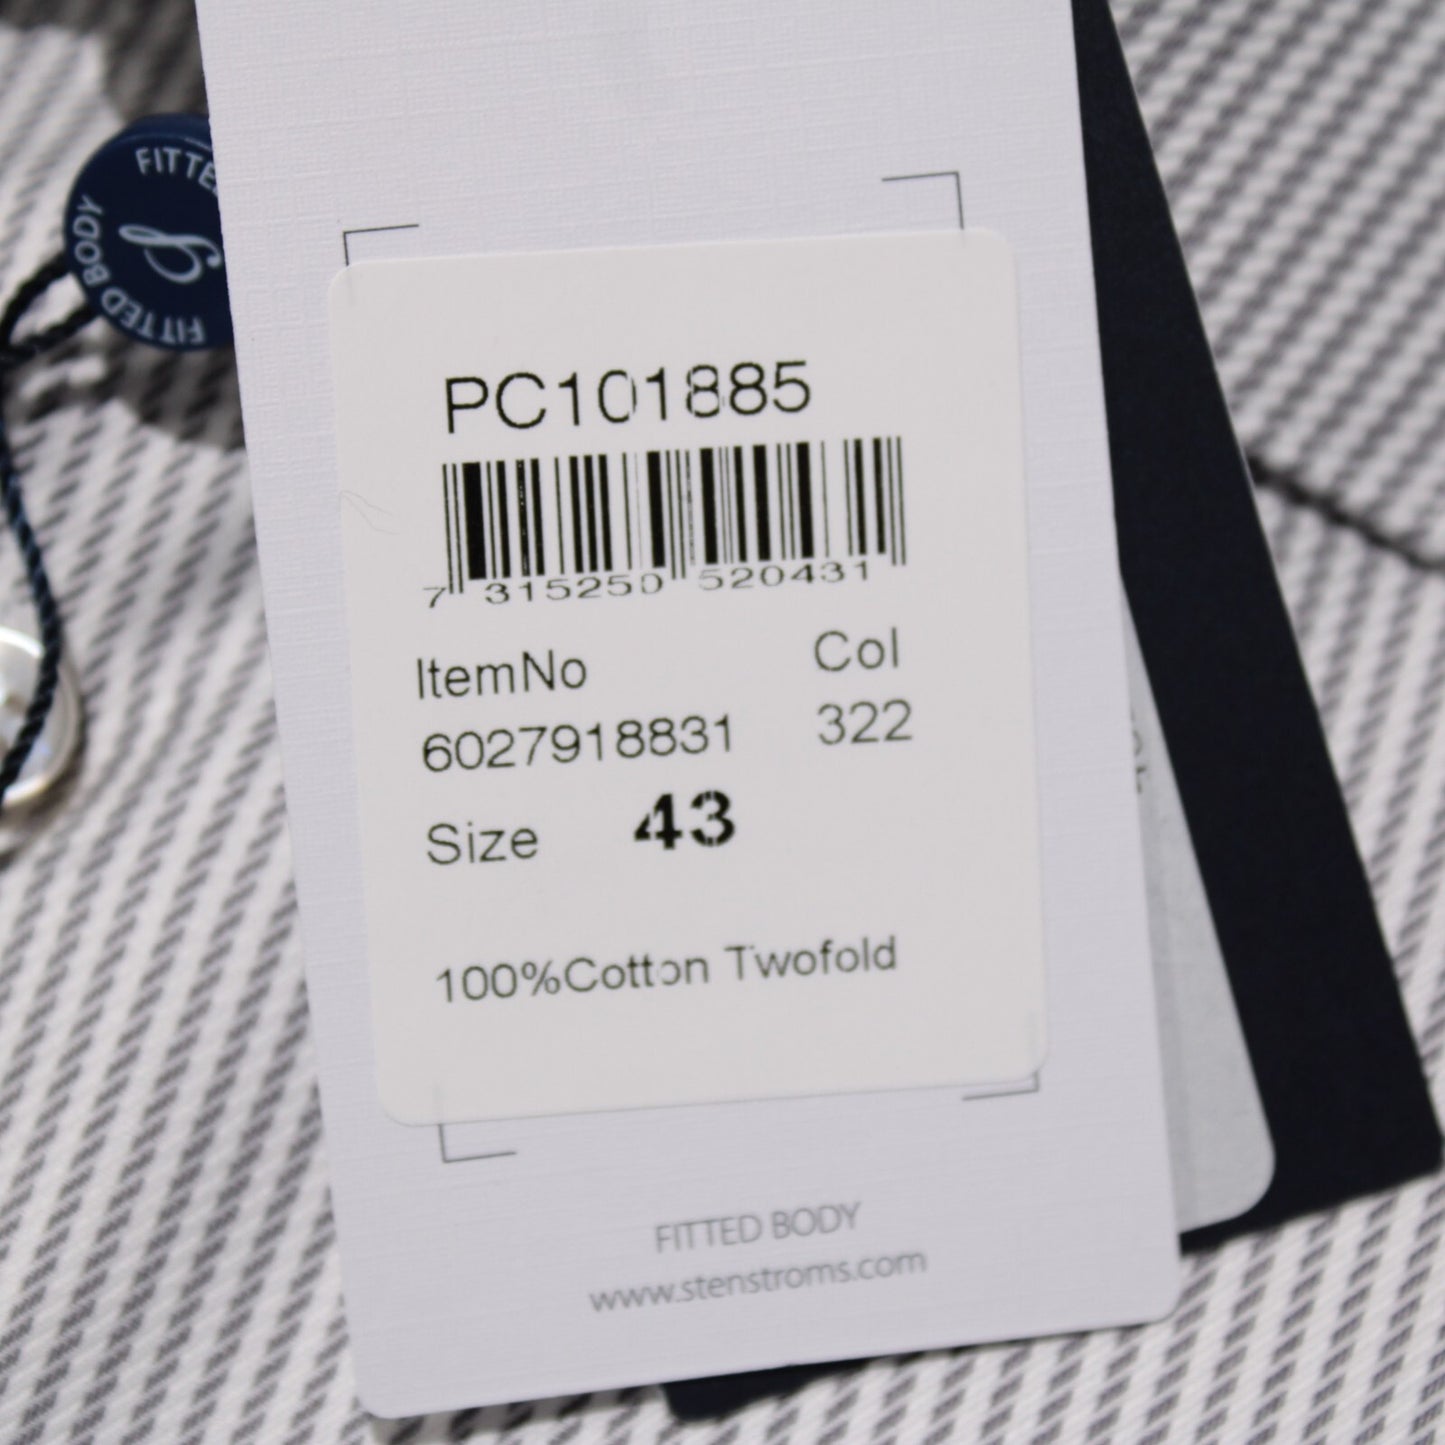 FITTED BODY
FITTE
PC101885
7 315250 520431
ItemNo Col
6027918831 322
Size 43
100%Cotton Twofold
FITTED BODY
www.stenstroms.com